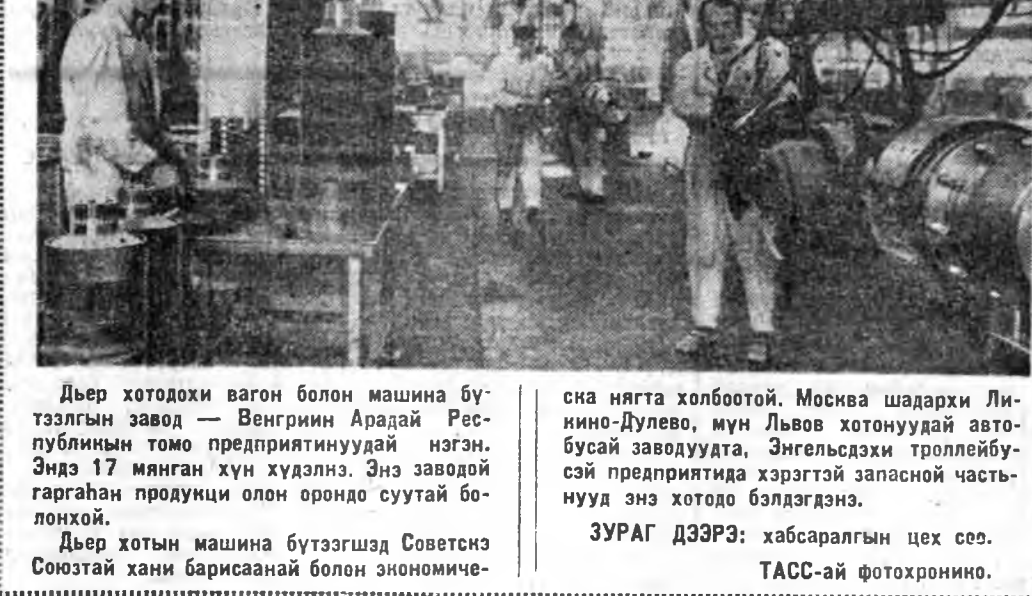 Дьер хотодохи вагон болон машина бү-
тээлгын завод — Венгриин Арадай Рес-
публикын томо предприятинуудай нэгэн.
Эндэ 17 мянган хүн хүдэлнэ. Энэ заводой
гаргаһан продукци олон орондо суутай бо-
лонхой.
Дьер хотын машина бүтээгшэд Советскэ
Союзтай хани барисаанай болон экономиче-
ска нягта холбоотой. Москва шадархи Ли-
кино-Дулево, мүн Львов хотонуудай авто-
бусай заводуудта, Энгельсдэхи троллейбу-
сэй предприятида хэрэгтэй запасной часть-
нууд энэ хотодо бэлдэгдэнэ.
ЗУРАГ ДЭЭРЭ: хабсаралгын цех соо.
ТАСС-ай фотохронико.